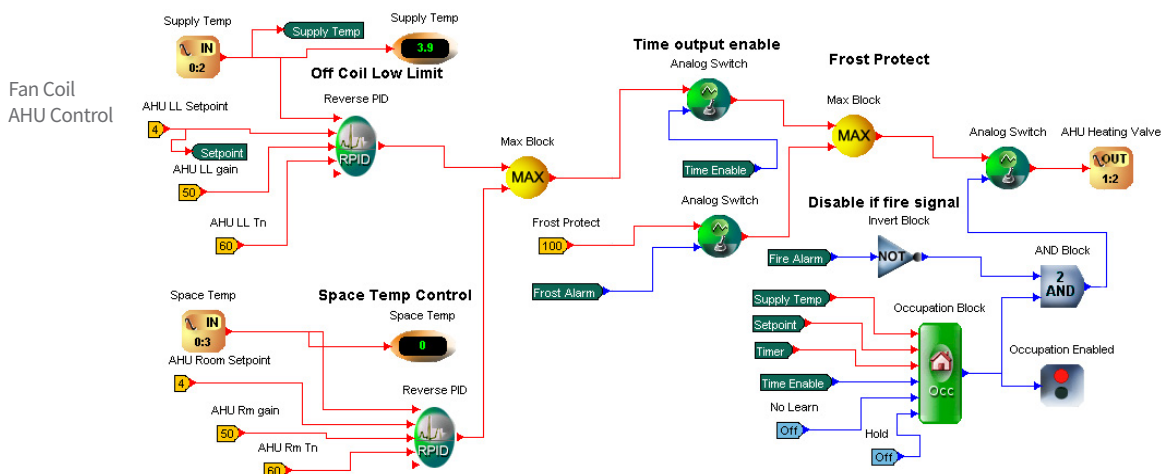 Fan Coil
AHU Control
Supply Temp
IN
0:2
Supply Temp
Supply Temp
3.9
Off Coil Low Limit
Reverse PID
RPID
AHU LL Setpoint
4
Setpoint
AHU LL gain
50
AHU LL Tn
60
Max Block
MAX
Time output enable
Analog Switch
Time Enable
Analog Switch
Frost Protect
100
Frost Alarm
Frost Protect
Max Block
MAX
Analog Switch
AHU Heating Valve
OUT
1:2
Disable if fire signal
Invert Block
Fire Alarm
NOT
AND Block
2
AND
Supply Temp
Setpoint
Timer
Time Enable
No Learn
Off
Hold
Off
Occupation Block
Occ
Occupation Enabled
Space Temp
IN
0:3
Space Temp Control
Space Temp
0
AHU Room Setpoint
4
Reverse PID
RPID
AHU Rm gain
50
AHU Rm Tn
60